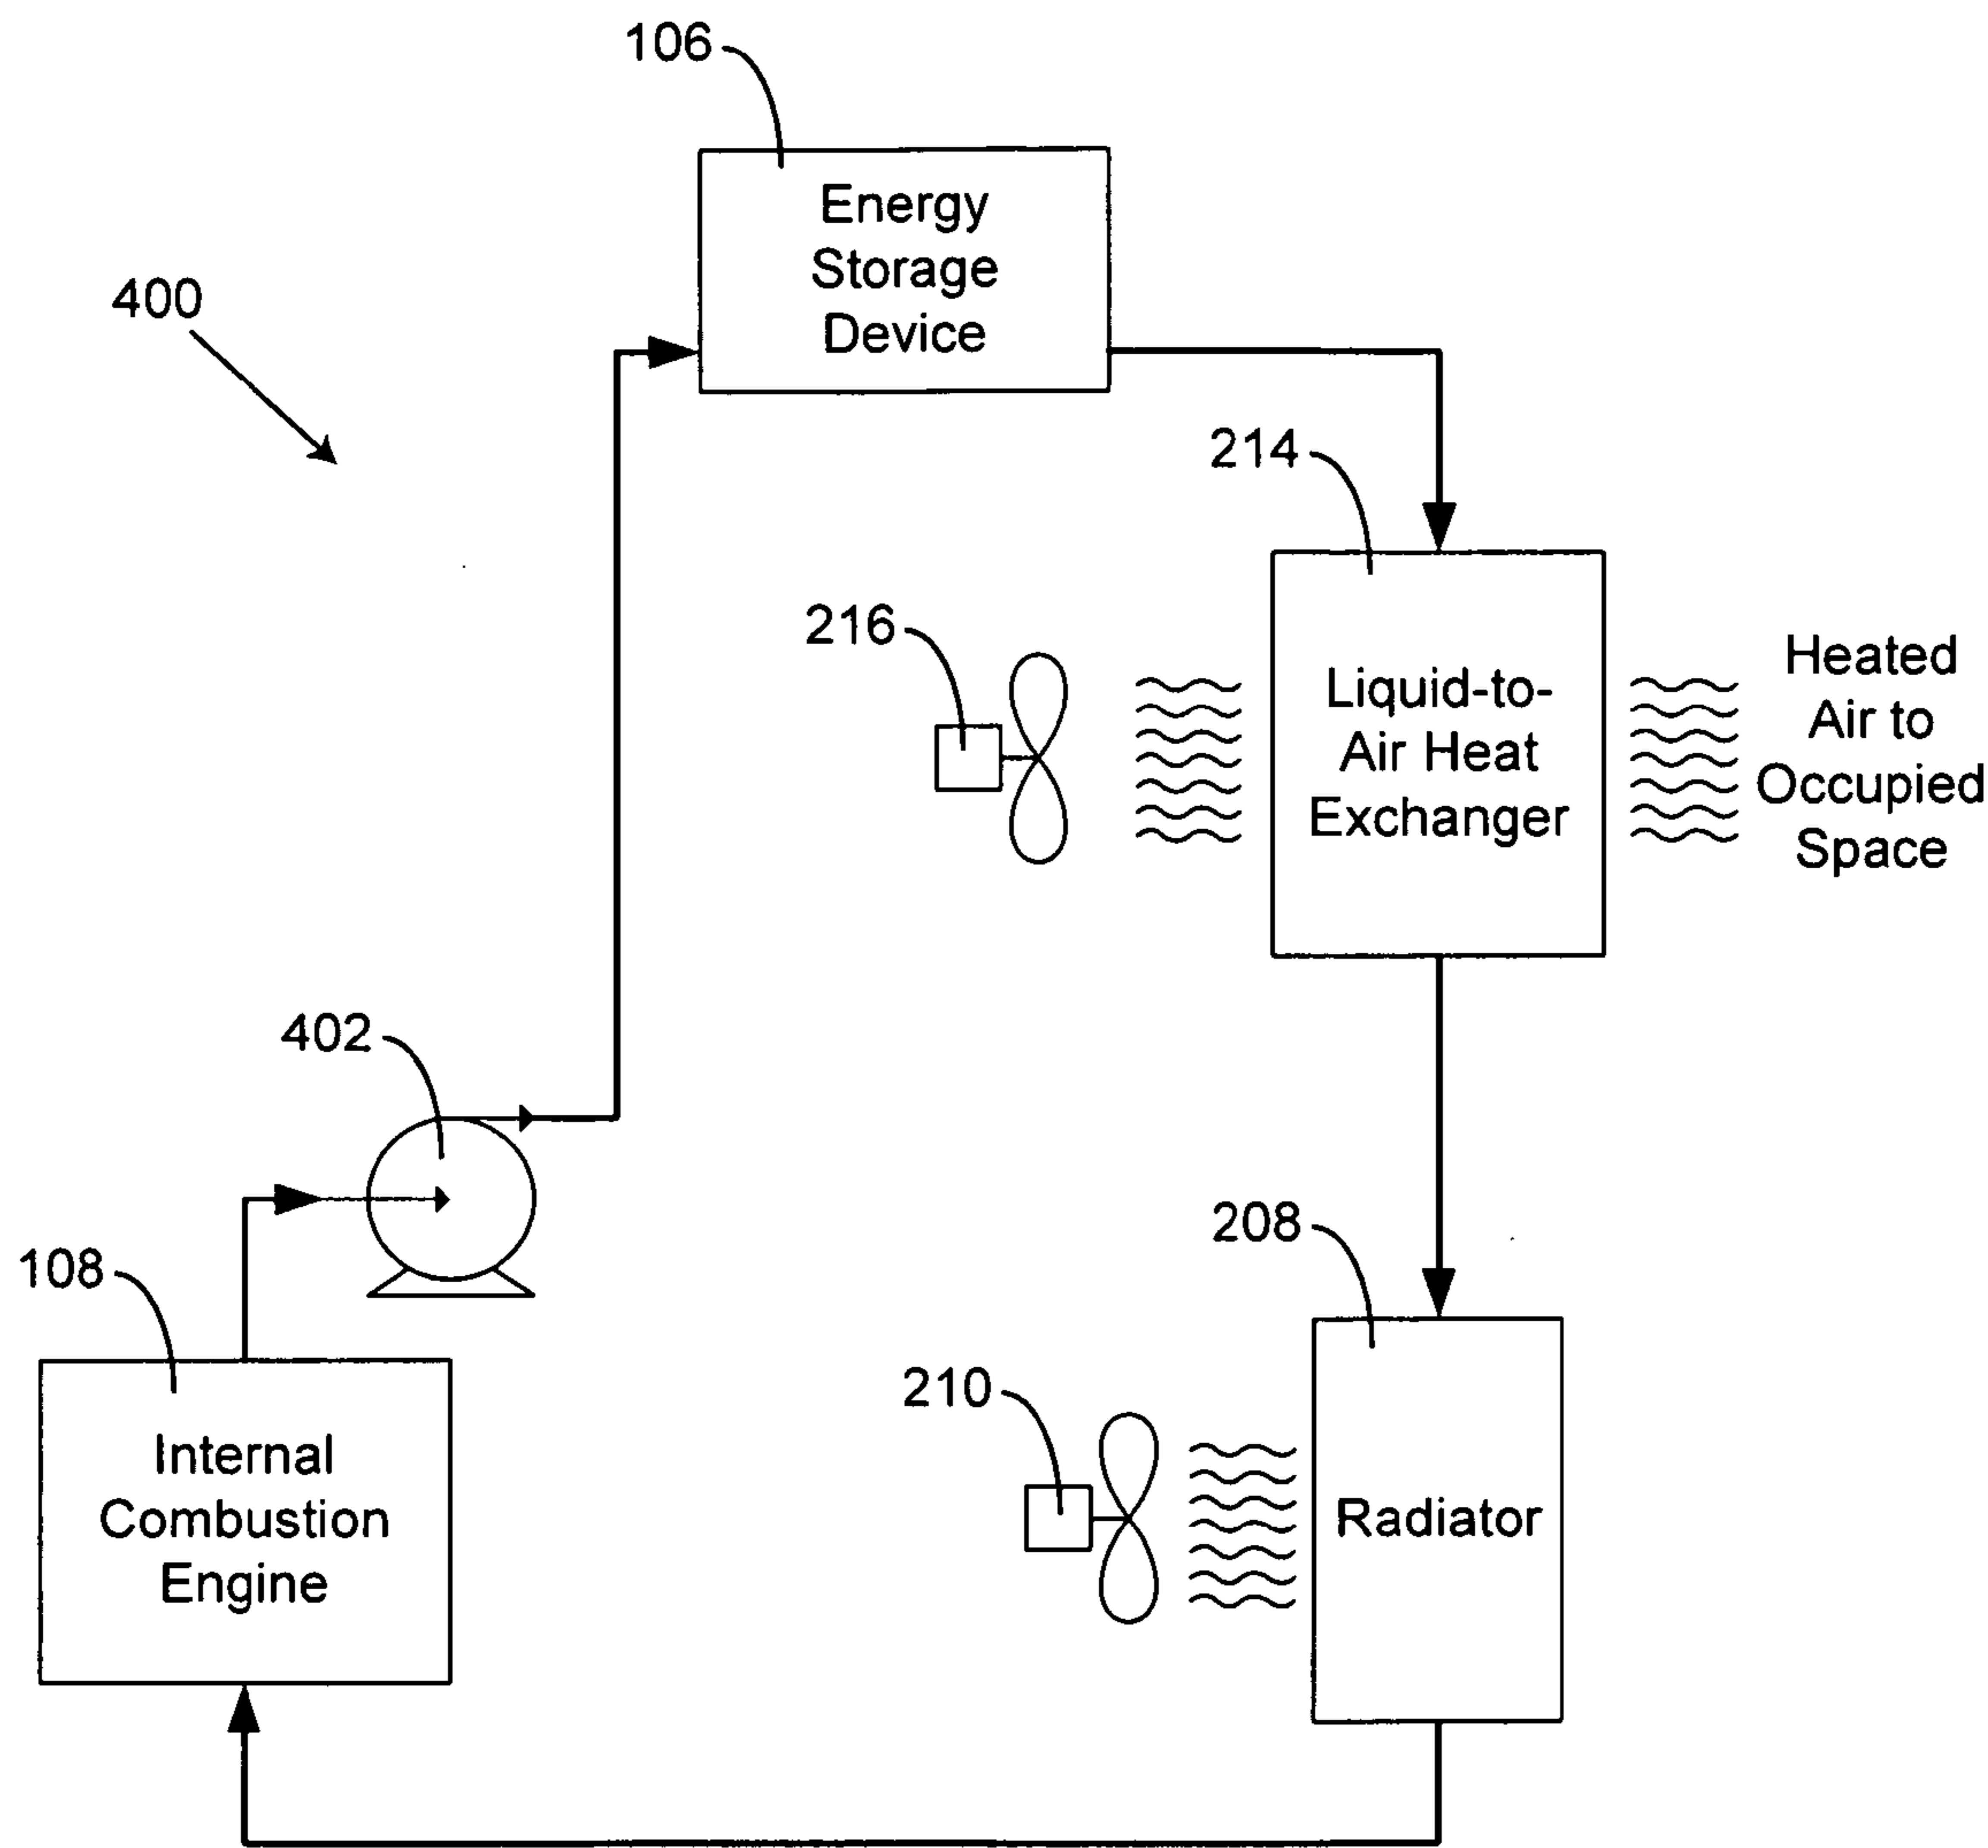 106
Energy
Storage
Device
400
214
216
Liquid-to-
Air Heat
Exchanger
Heated
Air to
Occupied
Space
402
208
108
210
Internal
Combustion
Engine
Radiator